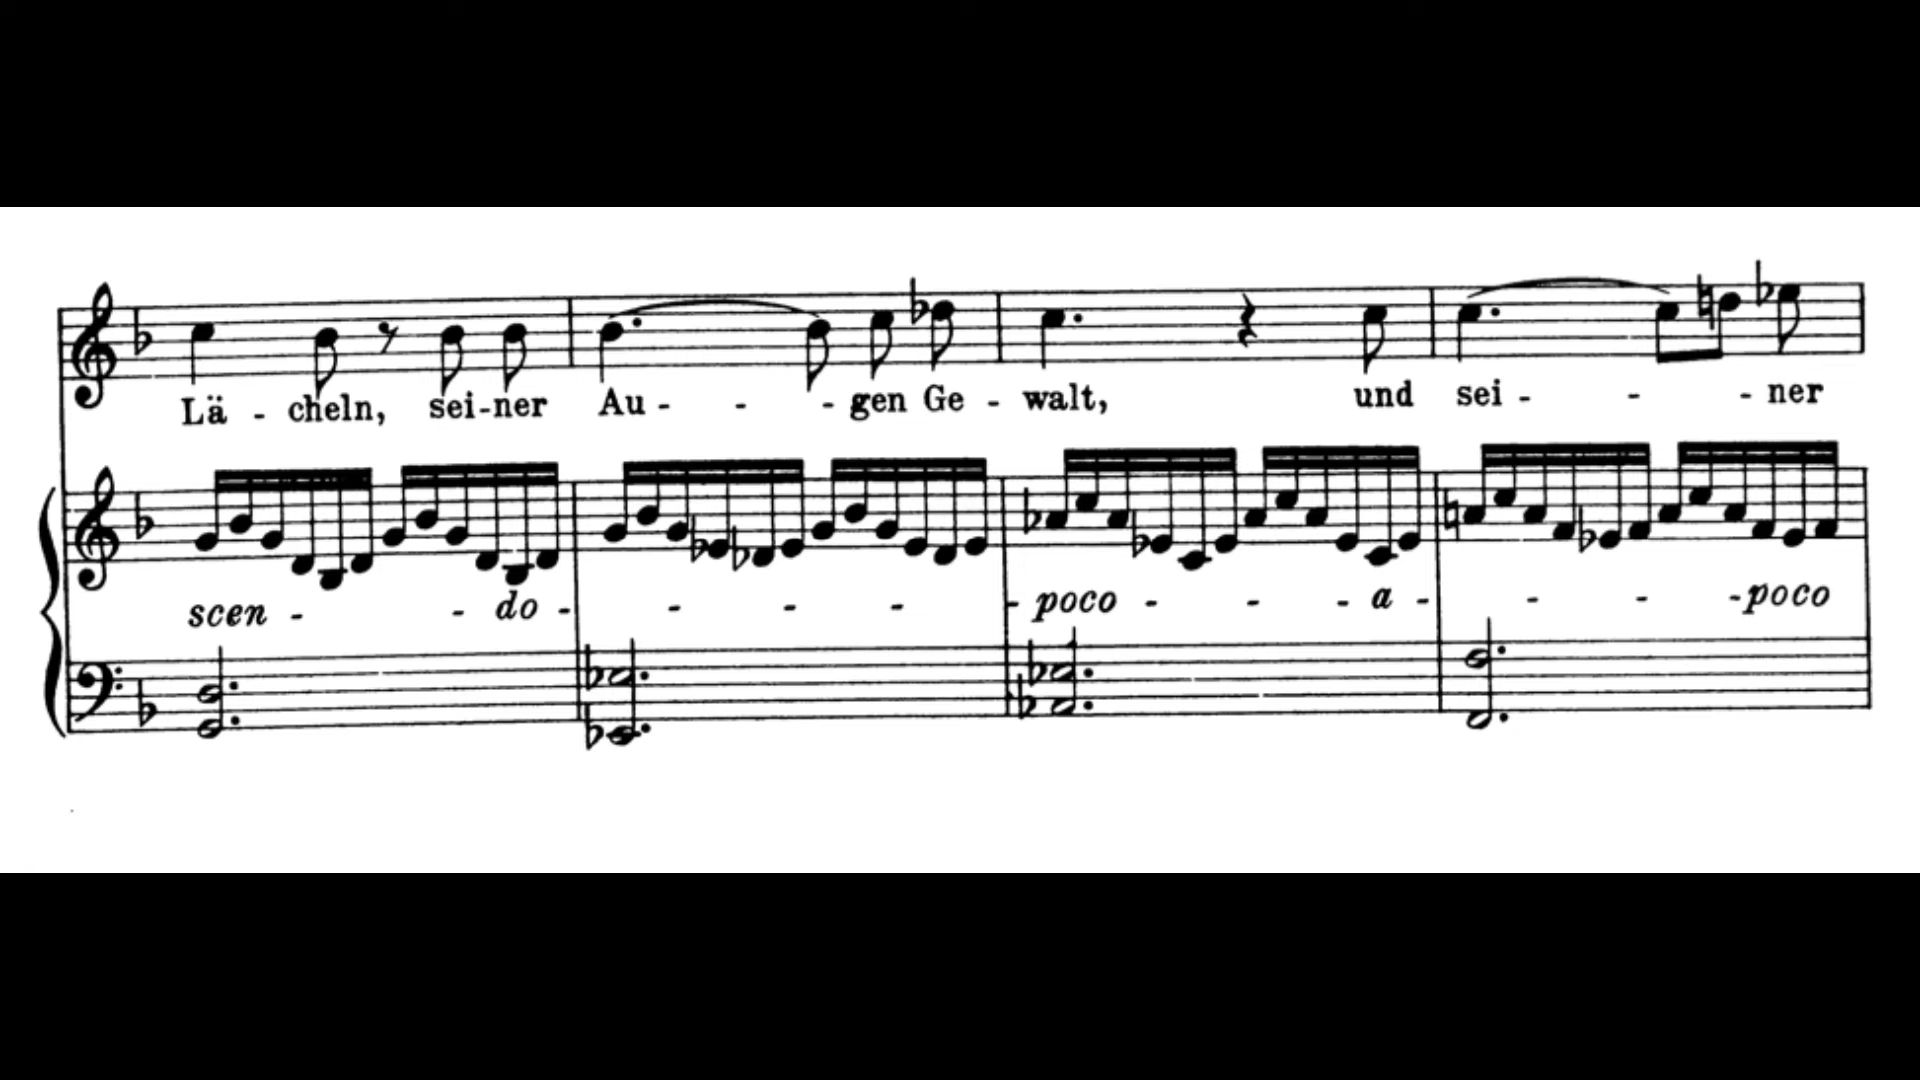 Lä - cheln, sei-ner Au - - - gen Ge - walt, und sei - - - ner
scen - - do - - - - - poco - - - a - - - - poco